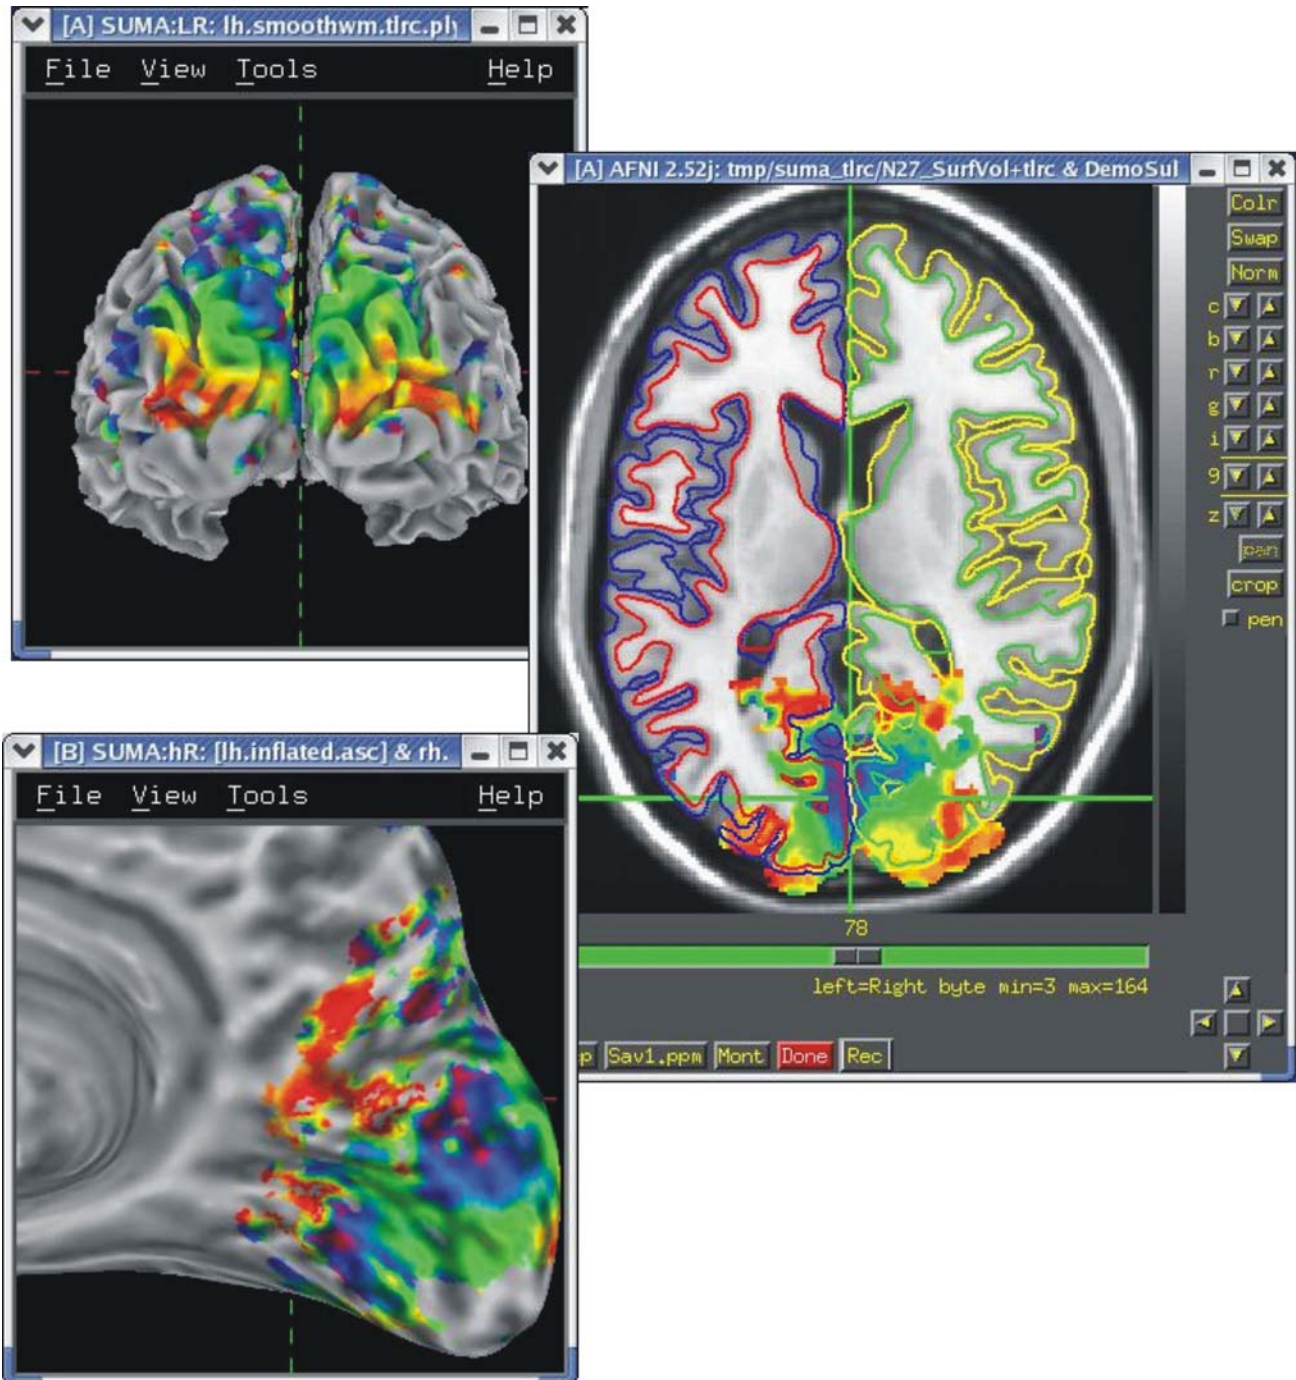 [A] SUMA:LR: lh.smoothwm.tlrc.ply
File View Tools Help
[A] AFNI 2.52j: tmp/suma_tlrc/N27_SurfVol+tlrc & DemoSul
Colr
Swap
Norm
c
b
r
g
i
9
z
pan
crop
pen
78
left=Right byte min=3 max=164
Sav1.ppm Mont Done Rec
[B] SUMA:hR: [lh.inflated.asc] & rh.
File View Tools Help